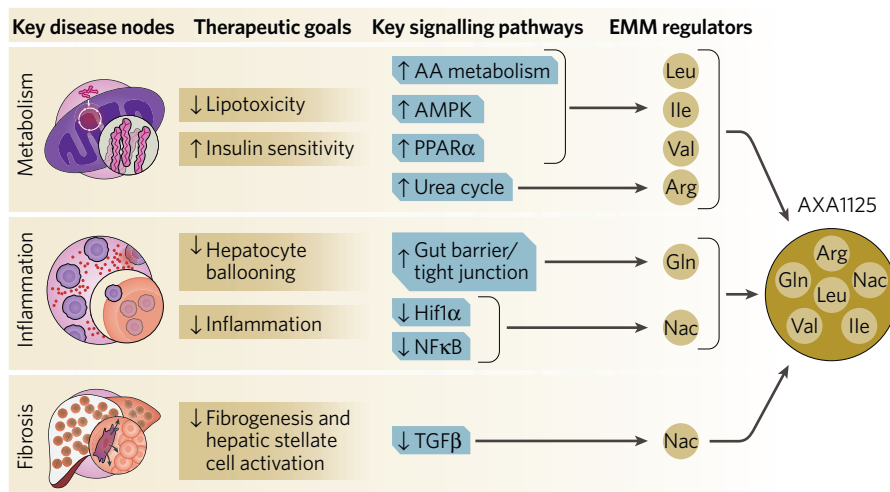 Key disease nodes
Therapeutic goals
Key signalling pathways
EMM regulators
Metabolism
↓ Lipotoxicity
↑ Insulin sensitivity
↑ AA metabolism
↑ AMPK
↑ PPARα
↑ Urea cycle
Leu
Ile
Val
Arg
Inflammation
↓ Hepatocyte
ballooning
↓ Inflammation
↑ Gut barrier/
tight junction
↓ Hif1α
↓ NFκB
Gln
Nac
Fibrosis
↓ Fibrogenesis and
hepatic stellate
cell activation
↓ TGFβ
Nac
AXA1125
Arg
Gln
Nac
Leu
Val
Ile